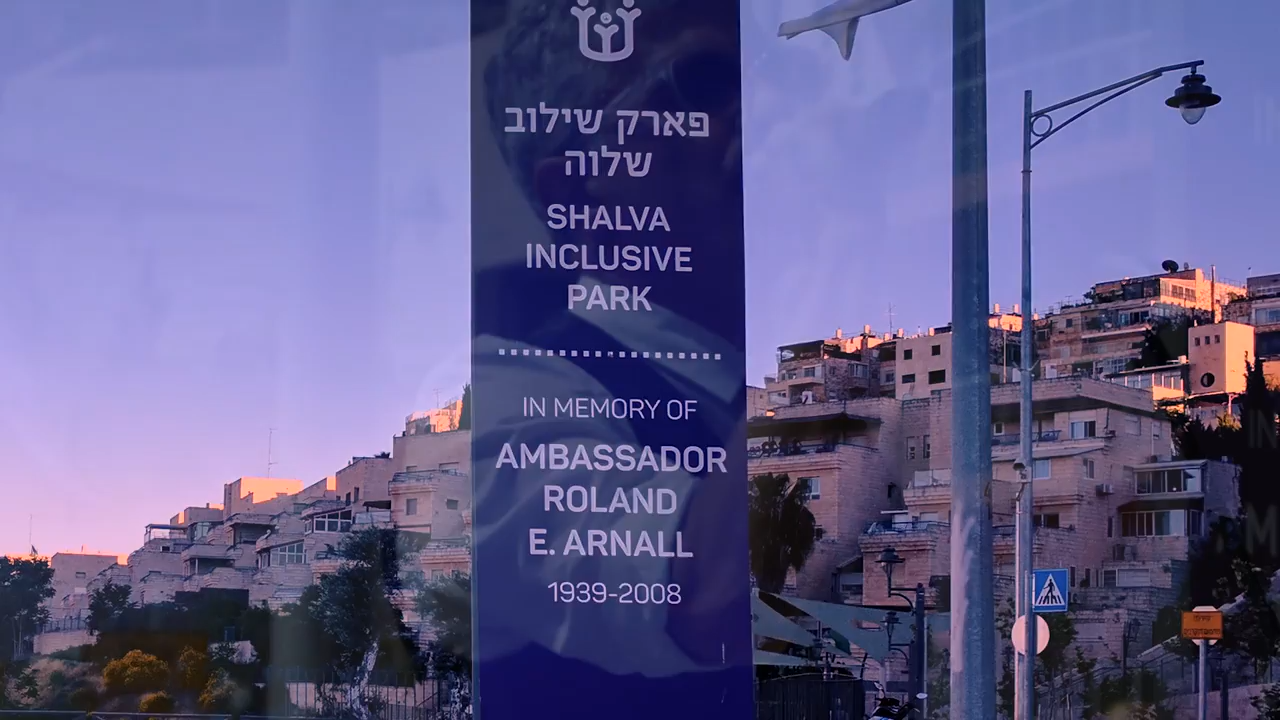 פארק שילוב
שלוה
SHALVA
INCLUSIVE
PARK
IN MEMORY OF
AMBASSADOR
ROLAND
E. ARNALL
1939-2008